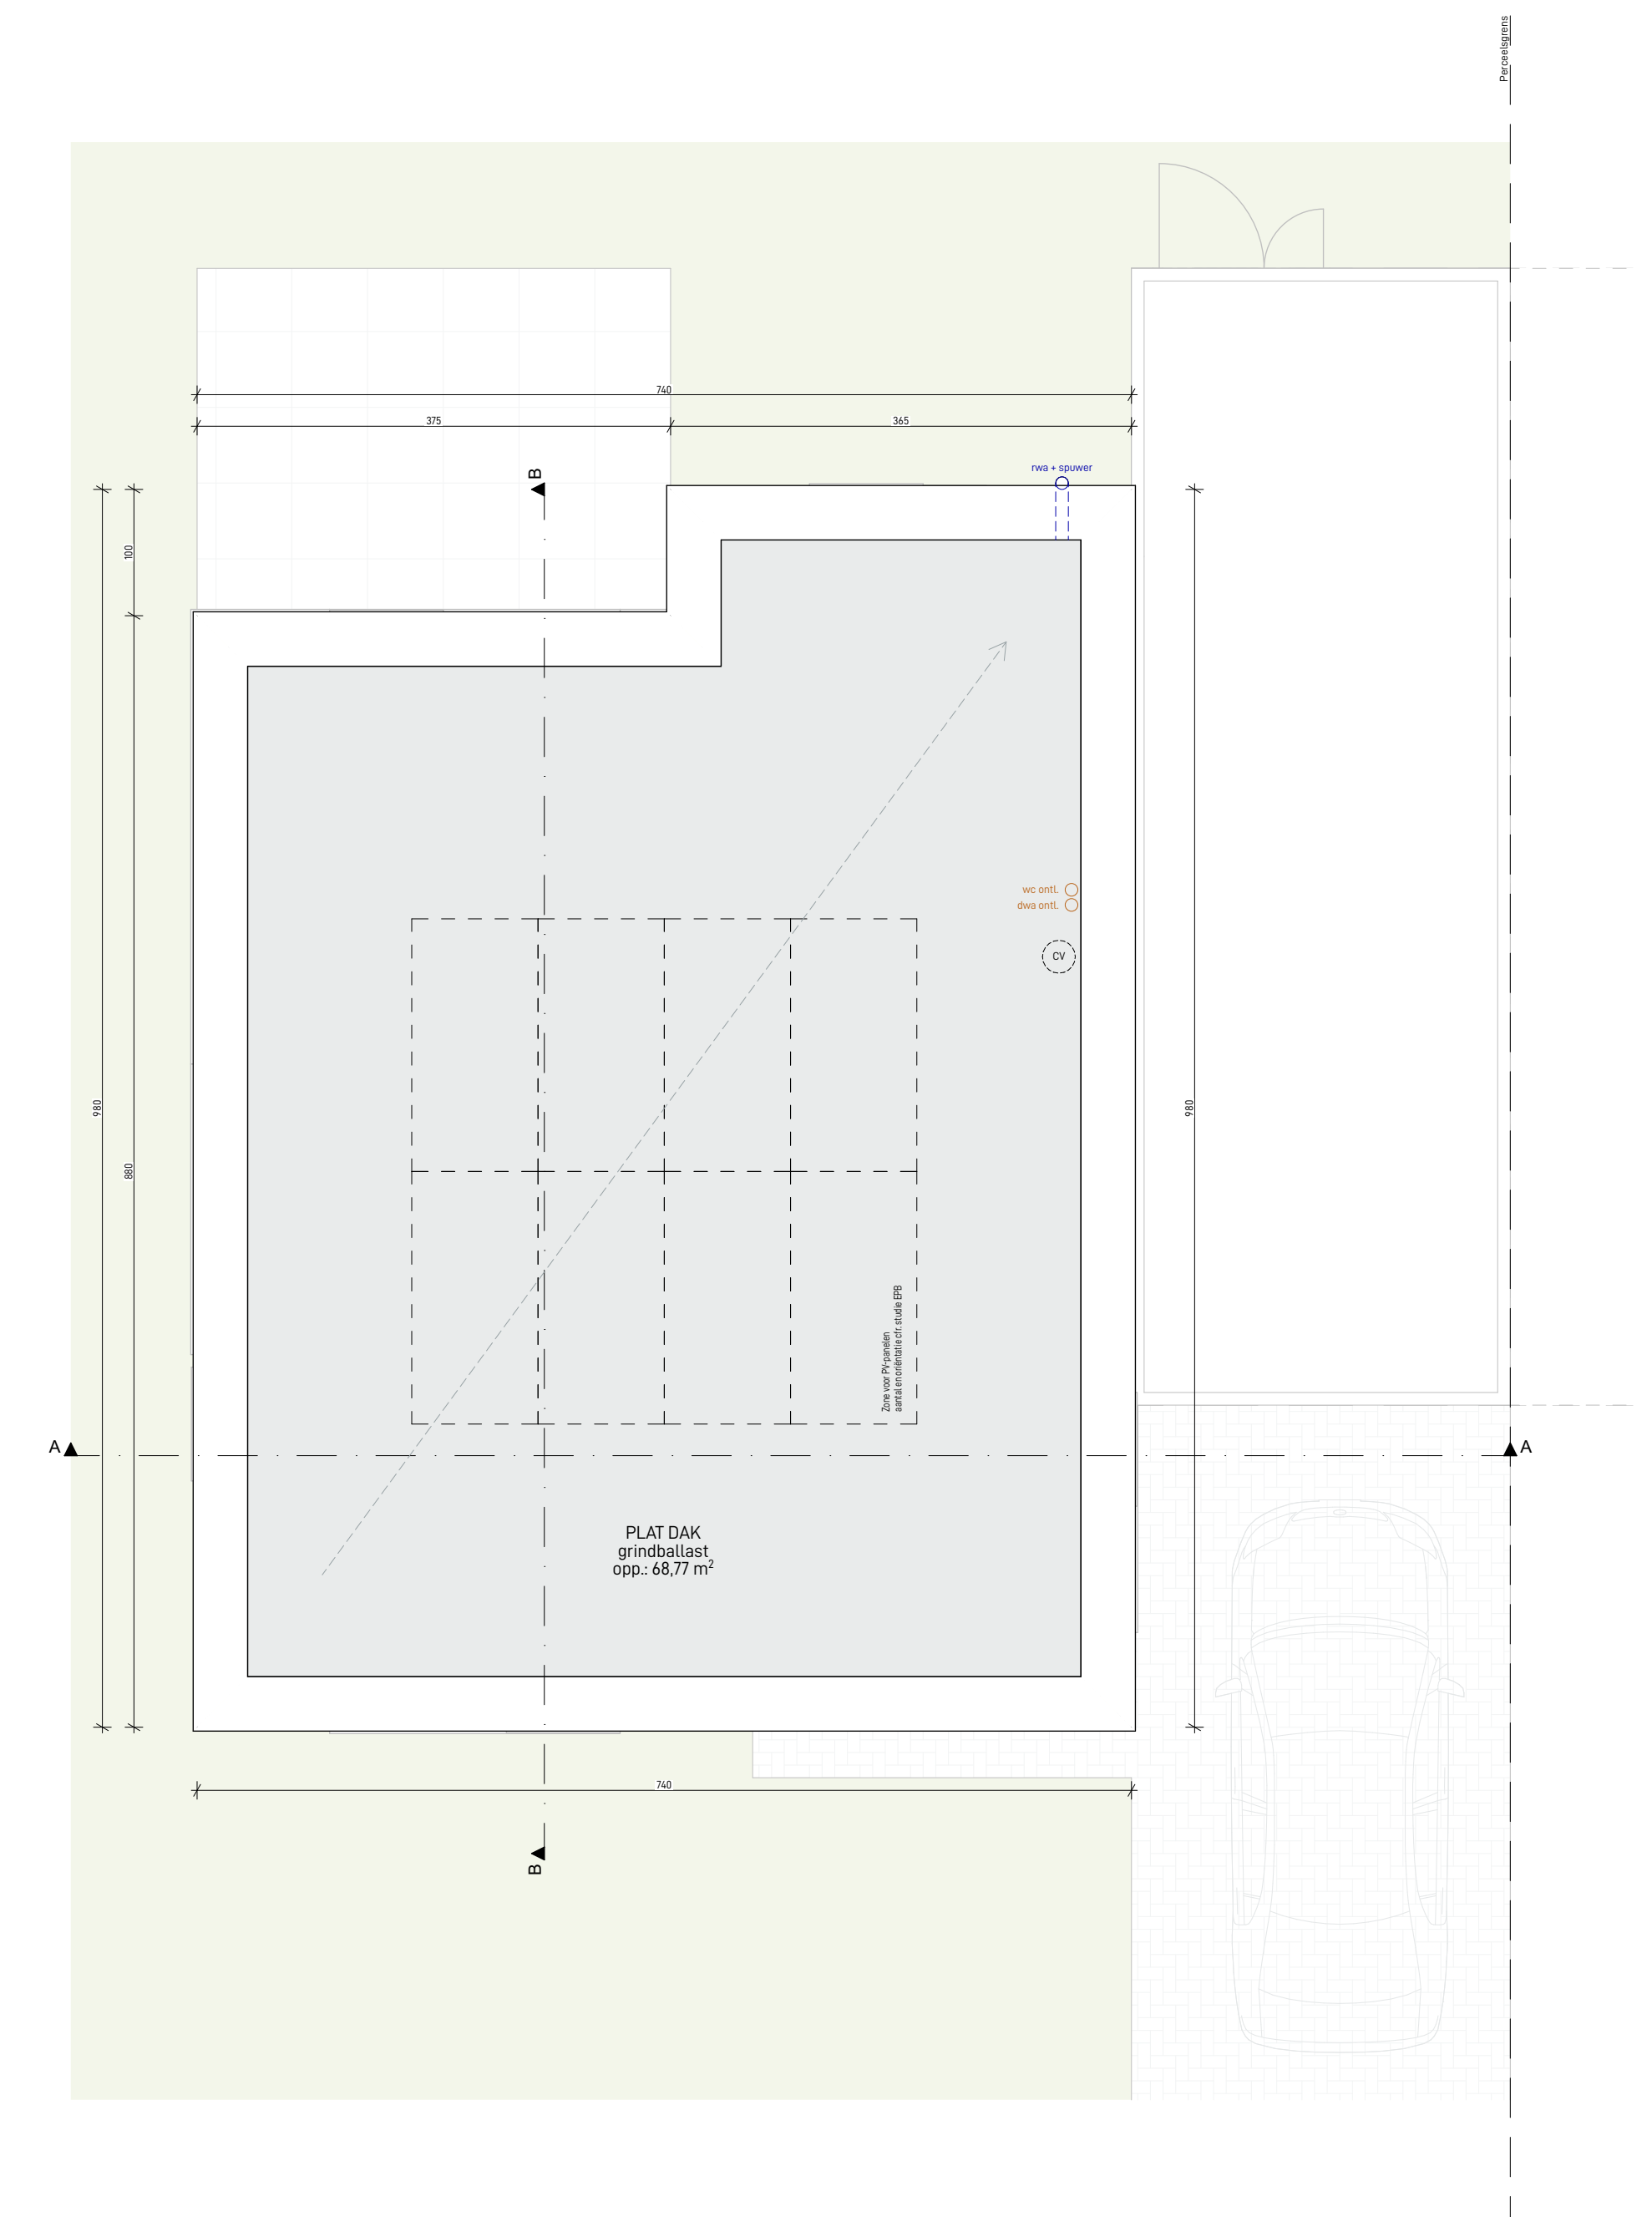 Perceelsgrens
740
375
365
rwa + spuwer
B
100
wc ontl.
dwa ontl.
CV
980
880
980
Zone voor PV-panelen
aantal en oriëntatie cfr. studie EPB
A
A
PLAT DAK
grindballast
opp.: 68,77 m²
740
B